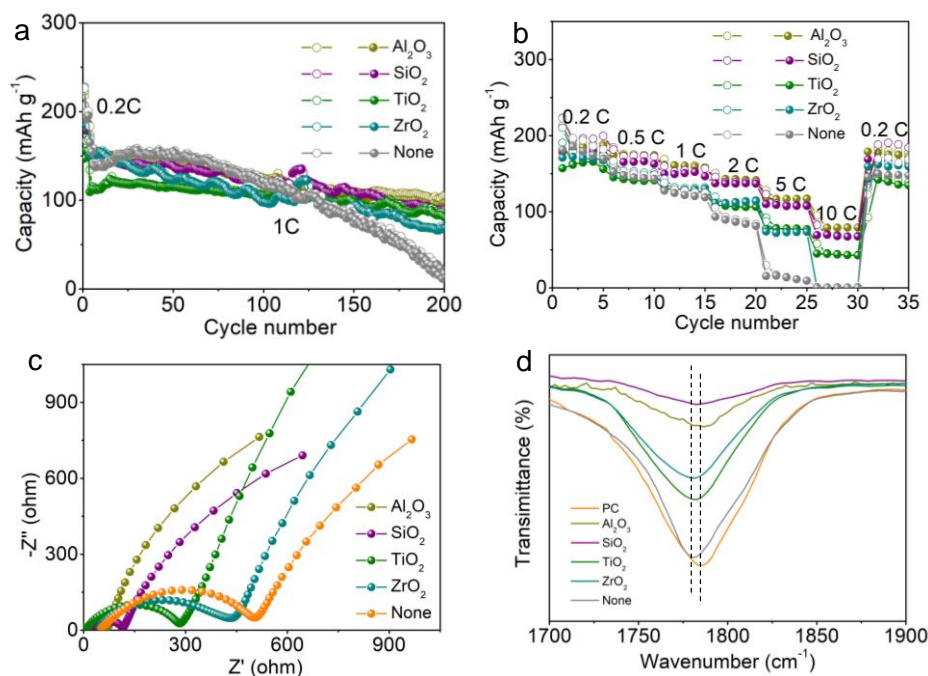 a
300
200
100
0
Capacity (mAh g⁻¹)
0.2C
1C
Al₂O₃
SiO₂
TiO₂
ZrO₂
None
0 50 100 150 200
Cycle number
b
300
250
200
150
100
50
0
Capacity (mAh g⁻¹)
0.2 C
0.5 C
1 C
2 C
5 C
10 C
0.2 C
Al₂O₃
SiO₂
TiO₂
ZrO₂
None
0 5 10 15 20 25 30 35
Cycle number
c
900
600
300
0
-Z'' (ohm)
Al₂O₃
SiO₂
TiO₂
ZrO₂
None
0 300 600 900
Z' (ohm)
d
Transimittance (%)
PC
Al₂O₃
SiO₂
TiO₂
ZrO₂
None
1700 1750 1800 1850 1900
Wavenumber (cm⁻¹)